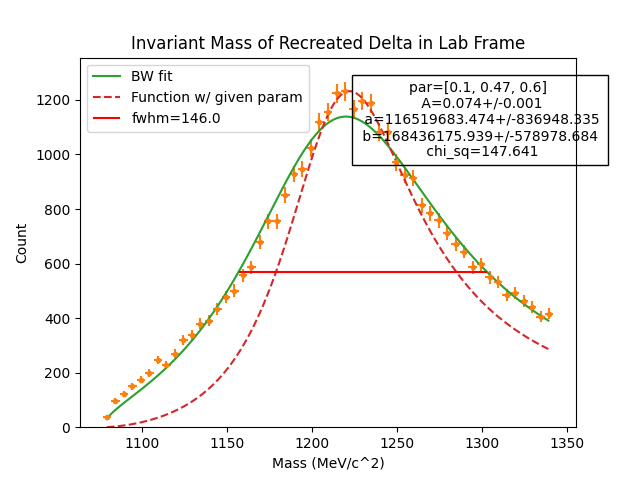 Invariant Mass of Recreated Delta in Lab Frame
BW fit
Function w/ given param
fwhm=146.0
par=[0.1, 0.47, 0.6]
A=0.074+/-0.001
a=116519683.474+/-836948.335
b=168436175.939+/-578978.684
chi_sq=147.641
Count
1200
1000
800
600
400
200
0
1100
1150
1200
1250
1300
1350
Mass (MeV/c^2)